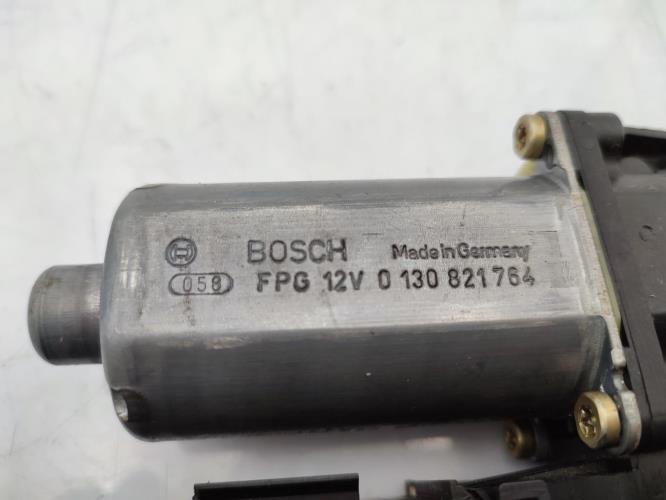 BOSCH Made in Germany
058 FPG 12V 0 130 821 764